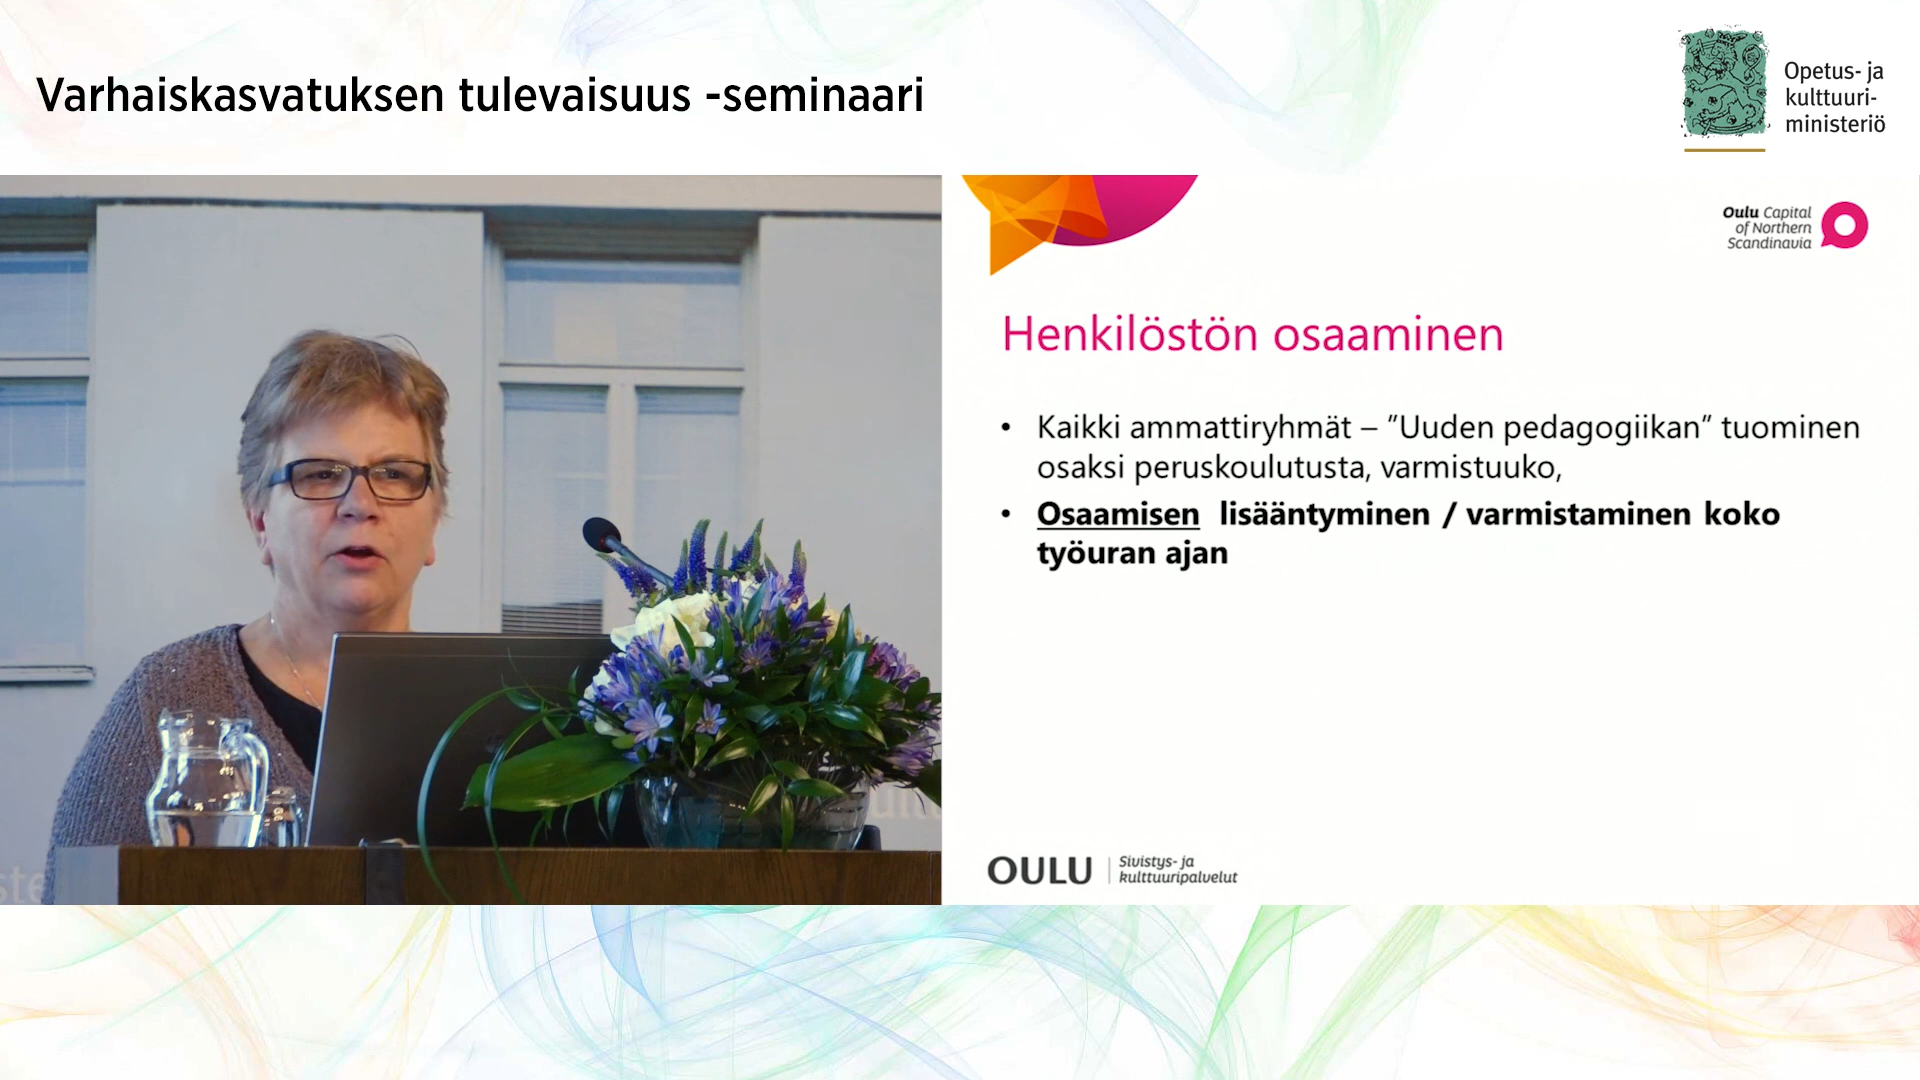 Varhaiskasvatuksen tulevaisuus -seminaari
Opetus- ja
kulttuuri-
ministeriö
Oulu Capital
of Northern
Scandinavia
Henkilöstön osaaminen
• Kaikki ammattiryhmät – ”Uuden pedagogiikan” tuominen
osaksi peruskoulutusta, varmistuuko,
• Osaamisen lisääntyminen / varmistaminen koko
työuran ajan
OULU
Sivistys- ja
kulttuuripalvelut